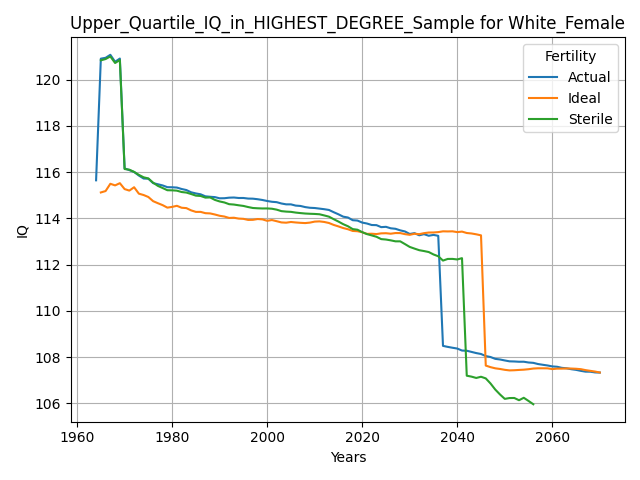 Upper_Quartile_IQ_in_HIGHEST_DEGREE_Sample for White_Female
Fertility
Actual
Ideal
Sterile
IQ
120
118
116
114
112
110
108
106
1960
1980
2000
2020
2040
2060
Years